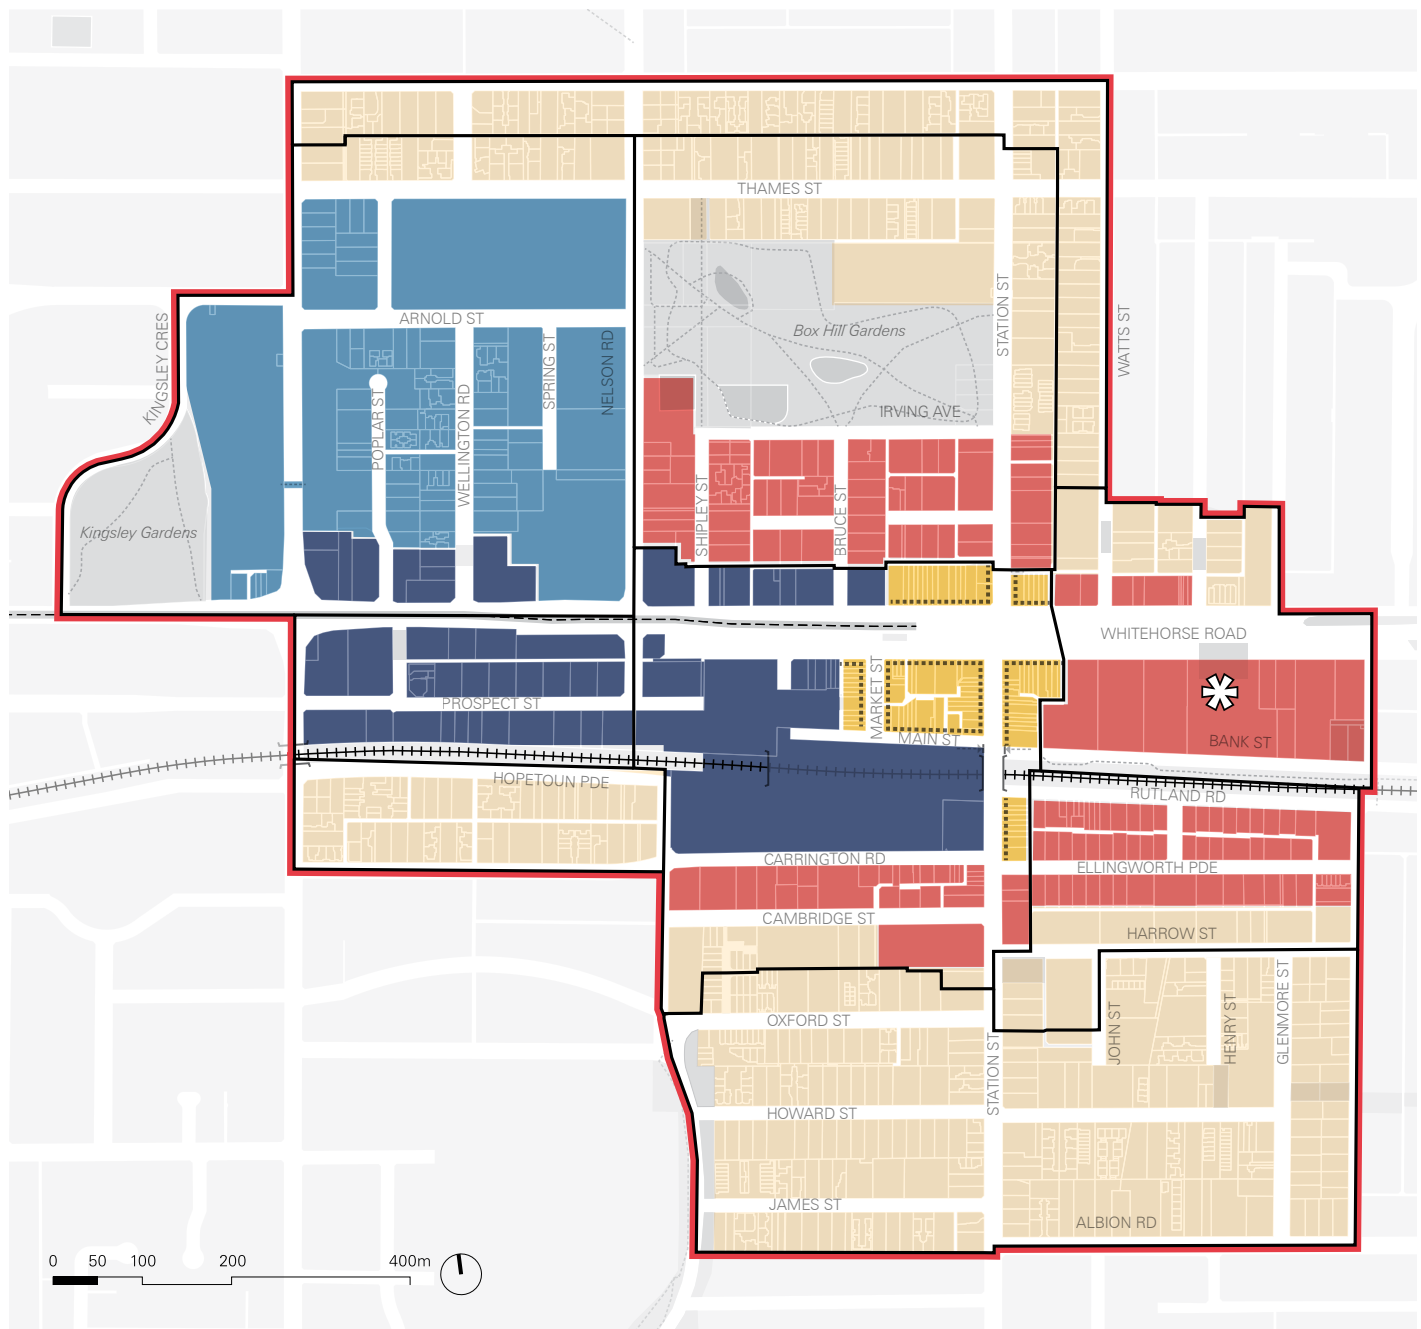 THAMES ST
STATION ST
WATTS ST
KINGSLEY CRES
ARNOLD ST
SPRING ST
NELSON RD
Box Hill Gardens
POPLAR ST
WELLINGTON RD
IRVING AVE
SHIPLEY ST
BRUCE ST
Kingsley Gardens
WHITEHORSE ROAD
PROSPECT ST
MARKET ST
MAIN ST
BANK ST
HOPETOUN PDE
RUTLAND RD
CARRINGTON RD
ELLINGWORTH PDE
CAMBRIDGE ST
HARROW ST
OXFORD ST
STATION ST
JOHN ST
HENRY ST
GLENMORE ST
HOWARD ST
JAMES ST
ALBION RD
0 50 100 200 400m